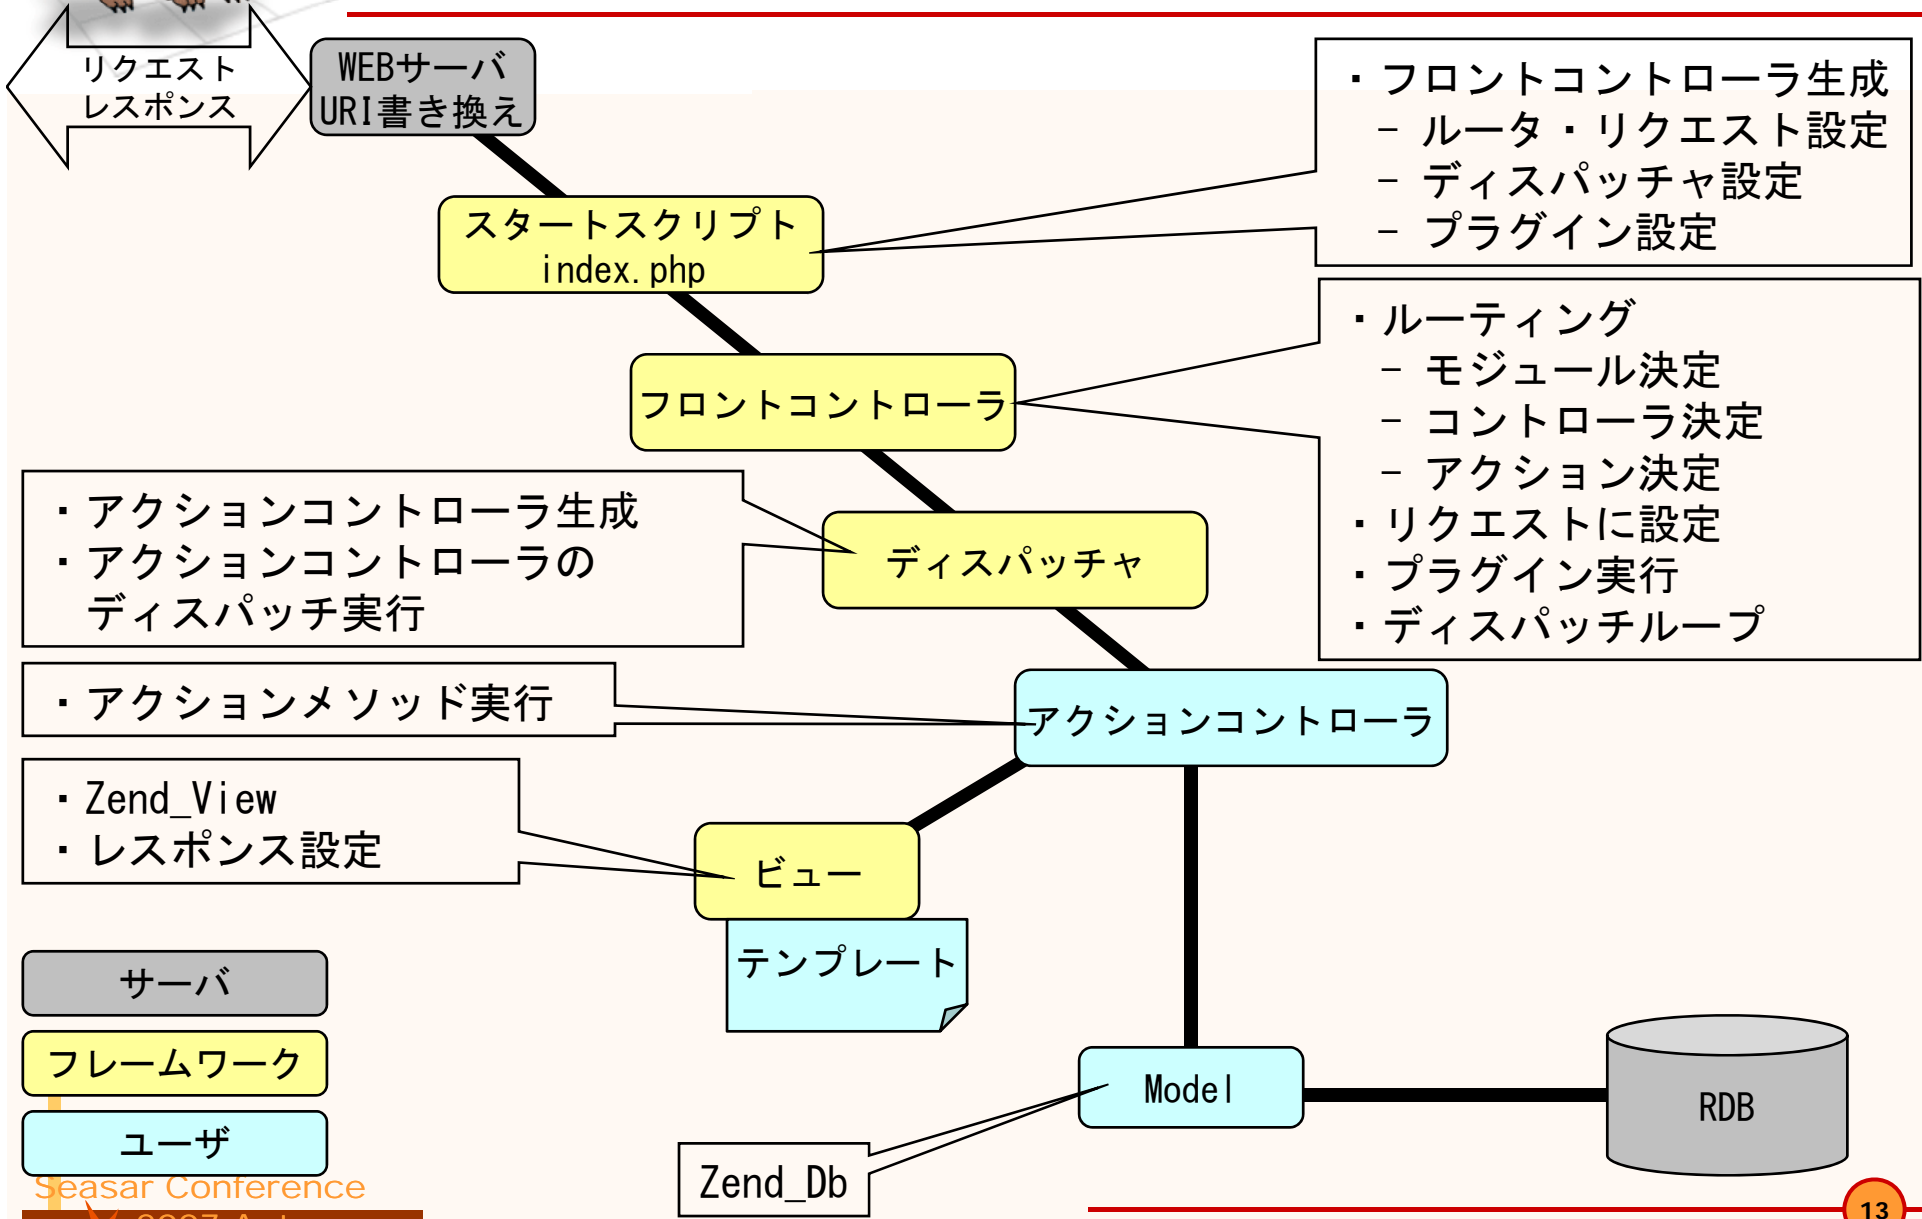 リクエスト
レスポンス
WEBサーバ
URI書き換え
・フロントコントローラ生成
－ ルータ・リクエスト設定
－ ディスパッチャ設定
－ プラグイン設定
スタートスクリプト
index.php
・ルーティング
－ モジュール決定
－ コントローラ決定
－ アクション決定
・リクエストに設定
・プラグイン実行
・ディスパッチループ
フロントコントローラ
・アクションコントローラ生成
・アクションコントローラの
ディスパッチ実行
ディスパッチャ
・アクションメソッド実行
アクションコントローラ
・Zend_View
・レスポンス設定
ビュー
テンプレート
サーバ
フレームワーク
ユーザ
Model
RDB
Zend_Db
Seasar Conference
2007
13